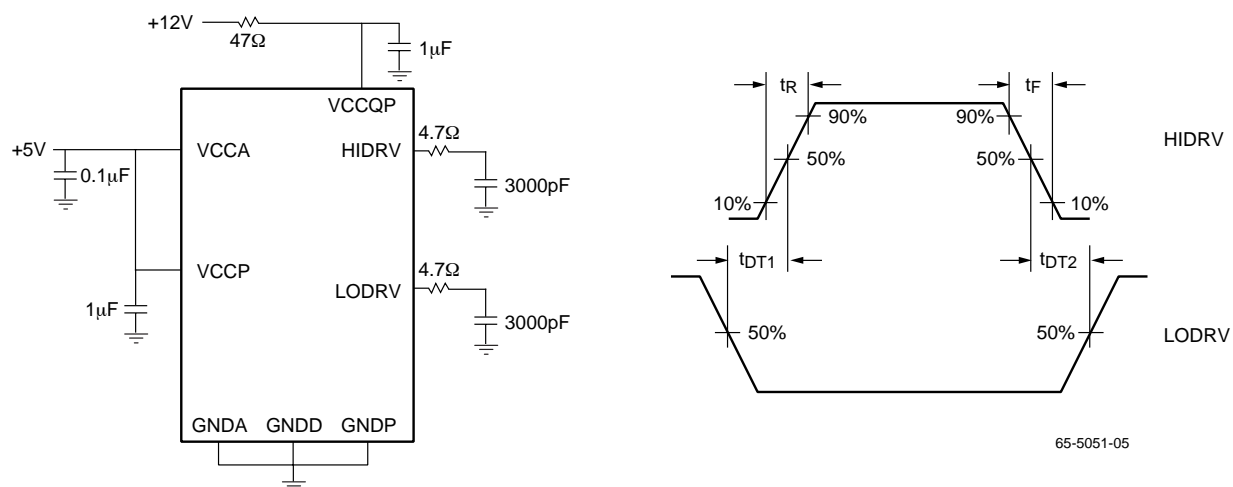 +12V
47Ω
1µF
VCCQP
+5V
0.1µF
VCCA
HIDRV
4.7Ω
3000pF
VCCP
1µF
LODRV
4.7Ω
3000pF
GNDA GNDD GNDP
tR
tF
90%
90%
HIDRV
50%
50%
10%
10%
tDT1
tDT2
50%
50%
LODRV
65-5051-05